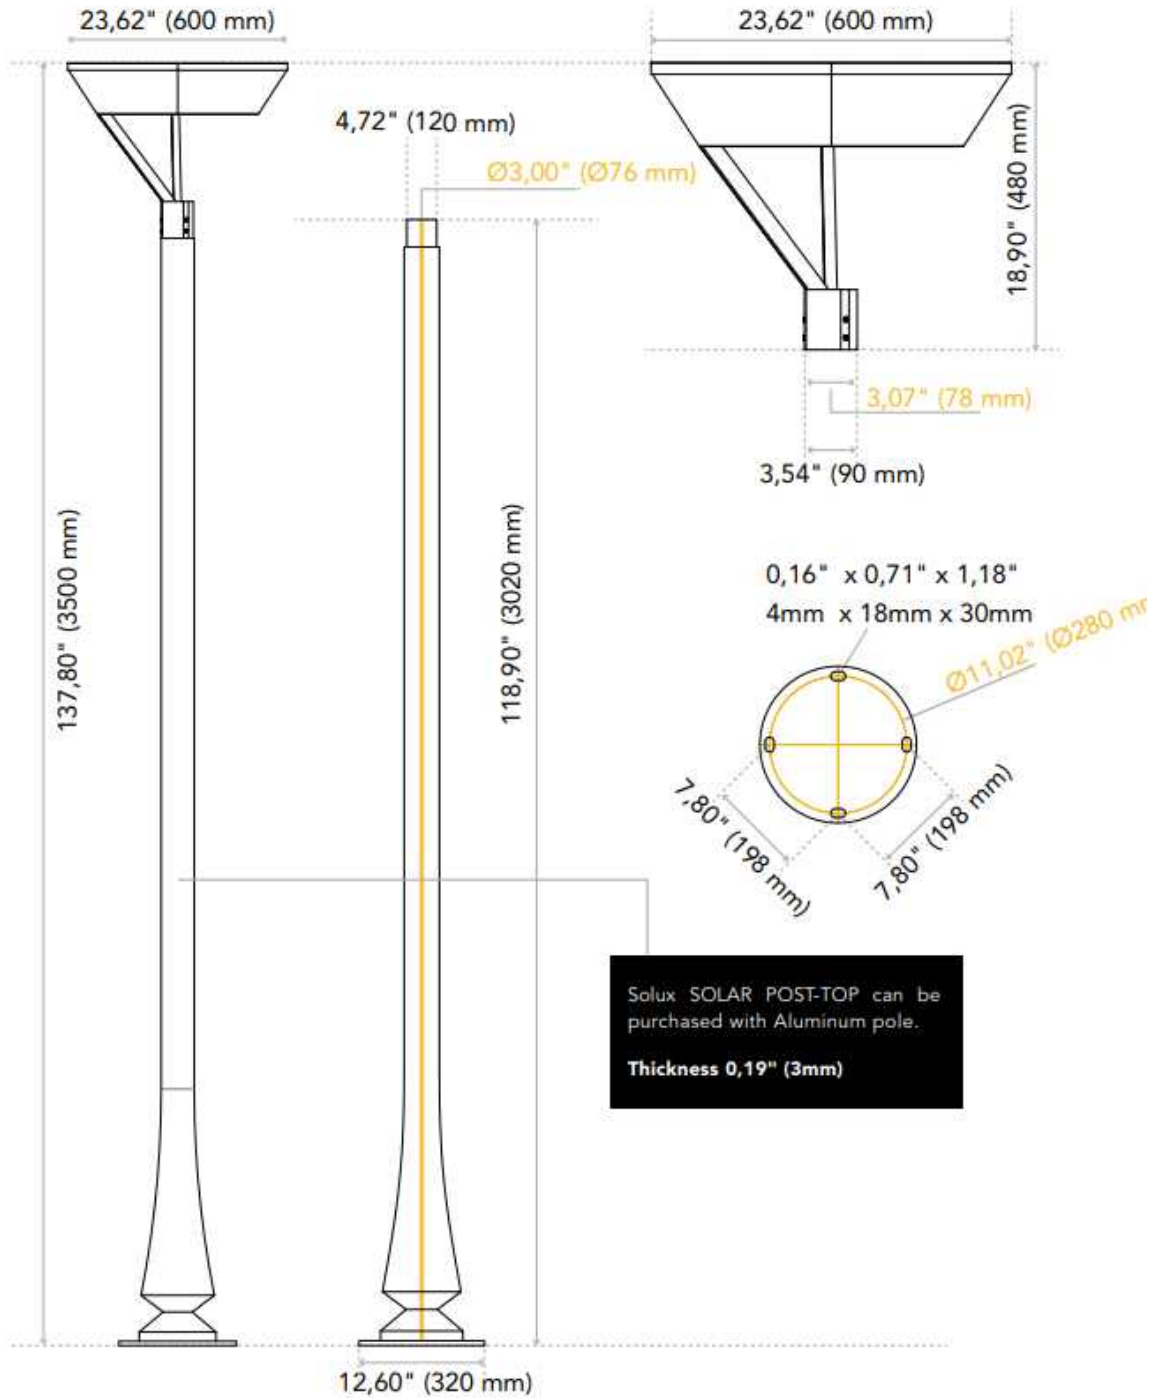 23,62" (600 mm)
23,62" (600 mm)
4,72" (120 mm)
Ø3,00" (Ø76 mm)
18,90" (480 mm)
3,07" (78 mm)
3,54" (90 mm)
137,80" (3500 mm)
118,90" (3020 mm)
0,16" x 0,71" x 1,18"
4mm x 18mm x 30mm
Ø11,02" (Ø280 mm
7,80" (198 mm)
7,80" (198 mm)
Solux SOLAR POST-TOP can be
purchased with Aluminum pole.
Thickness 0,19" (3mm)
12,60" (320 mm)